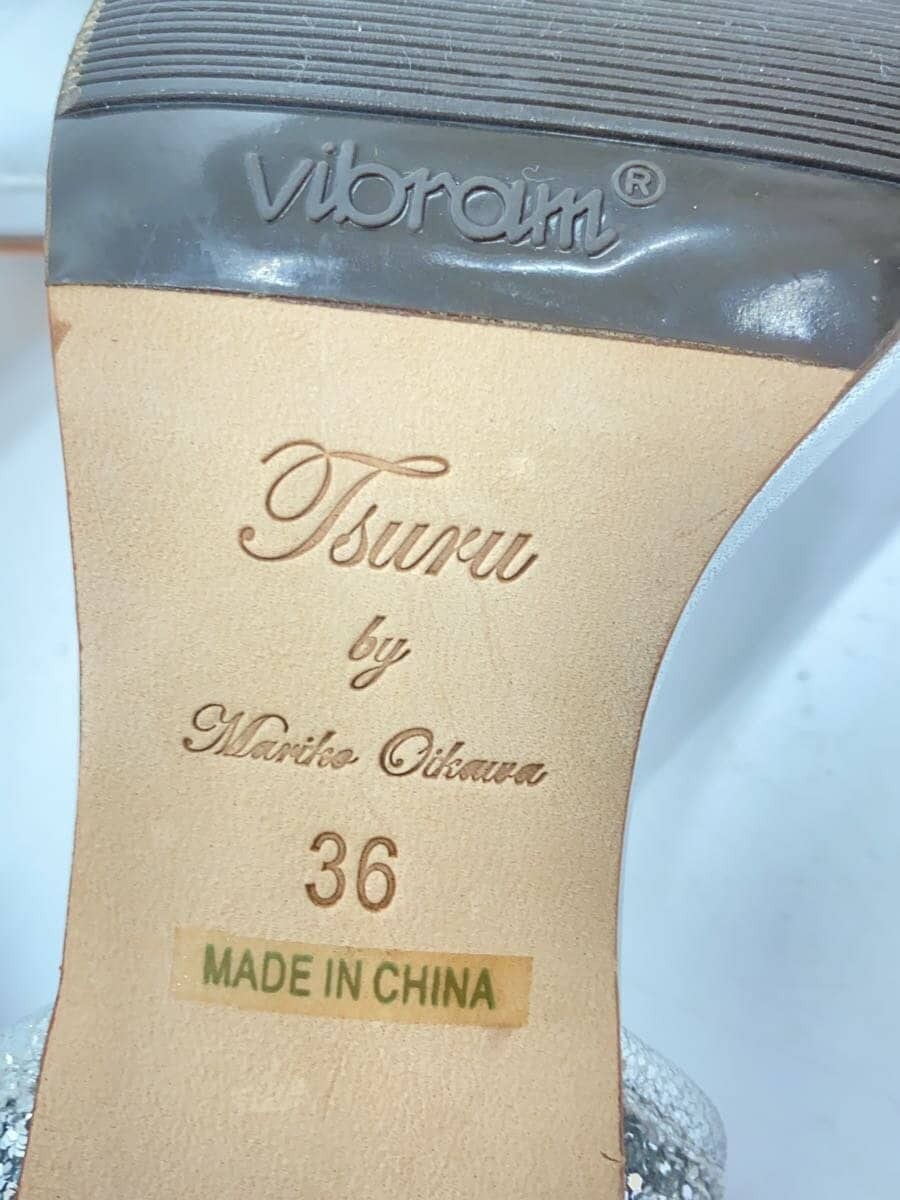 vibram®
Tsuru
by
Mariko Oikawa
36
MADE IN CHINA